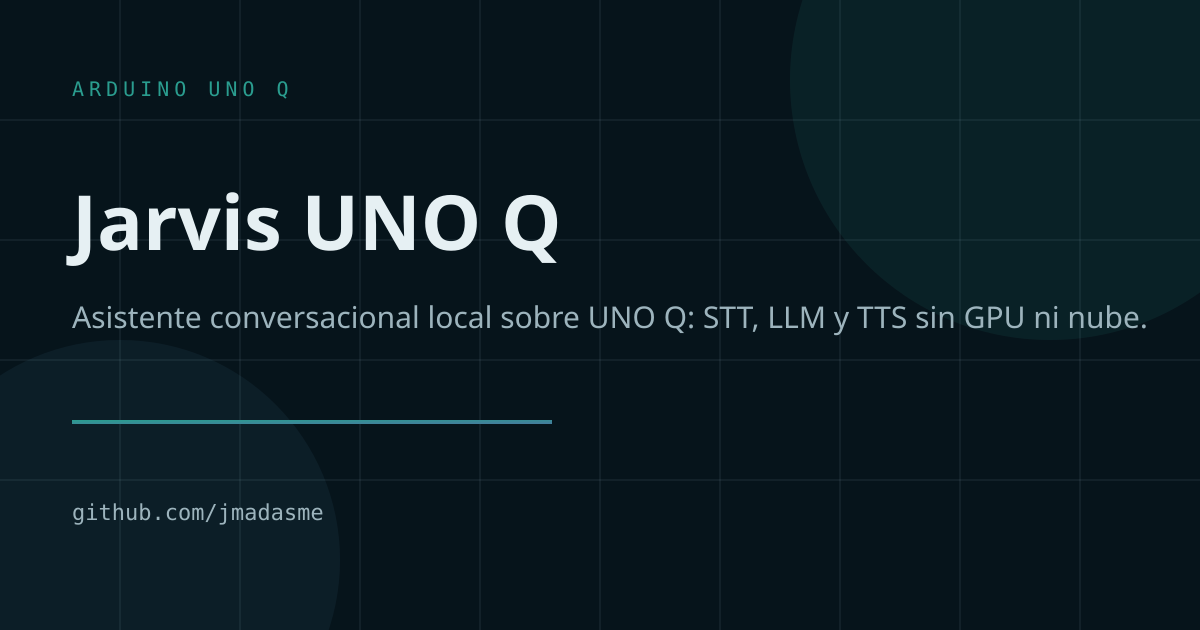 ARDUINO UNO Q
Jarvis UNO Q
Asistente conversacional local sobre UNO Q: STT, LLM y TTS sin GPU ni nube.
github.com/jmadasme